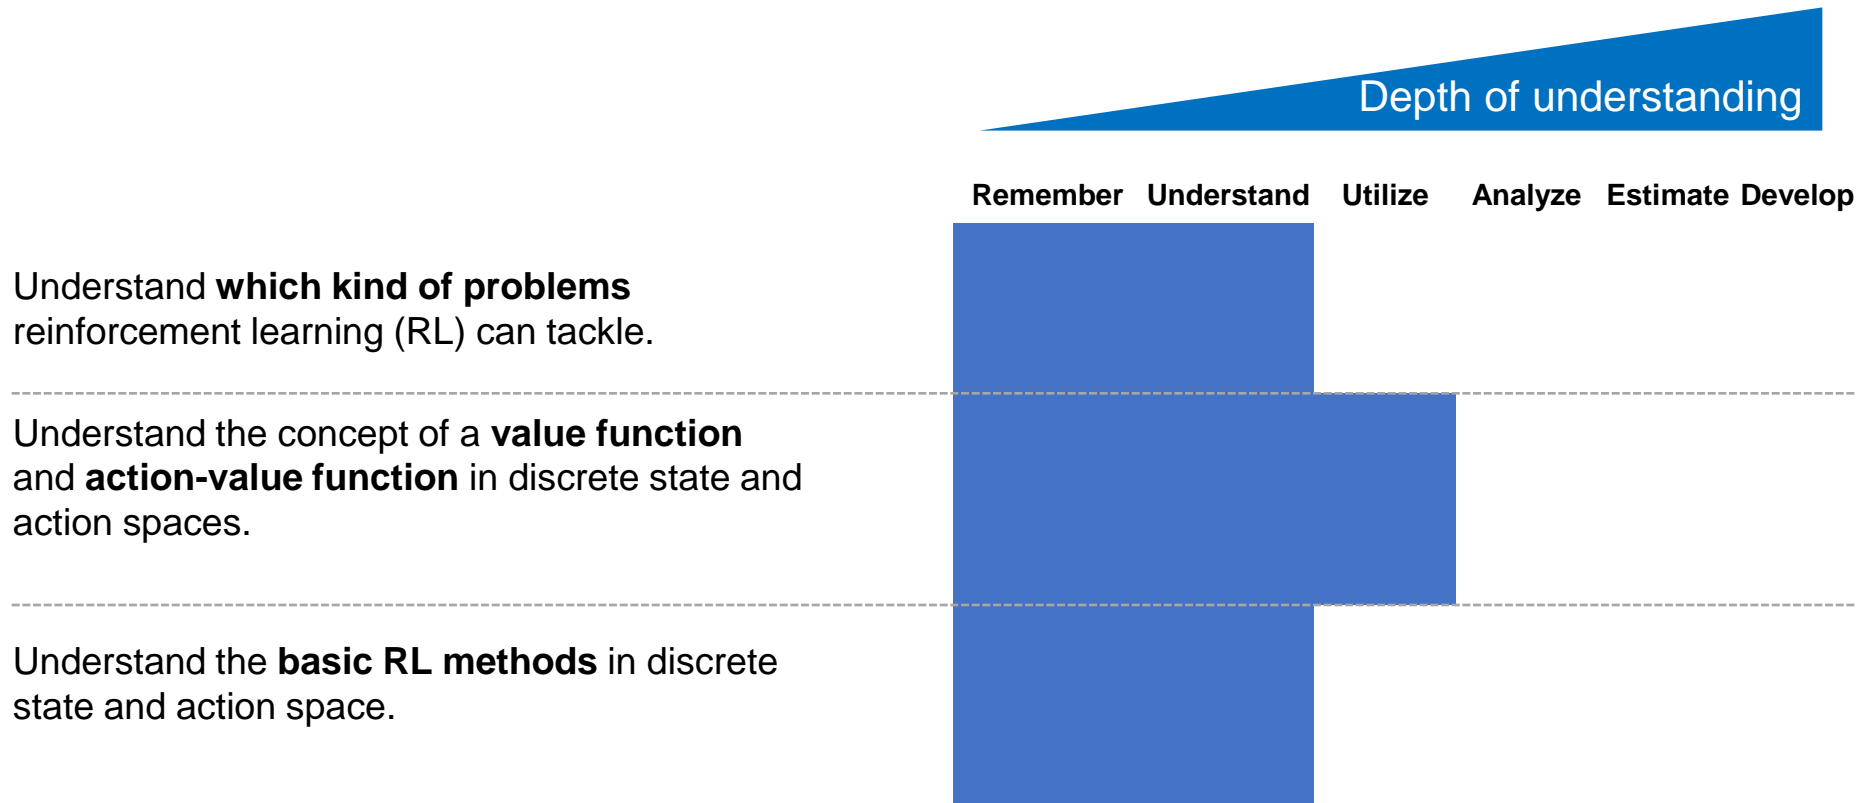 Depth of understanding
Remember Understand Utilize Analyze Estimate Develop
Understand which kind of problems
reinforcement learning (RL) can tackle.
Understand the concept of a value function
and action-value function in discrete state and
action spaces.
Understand the basic RL methods in discrete
state and action space.